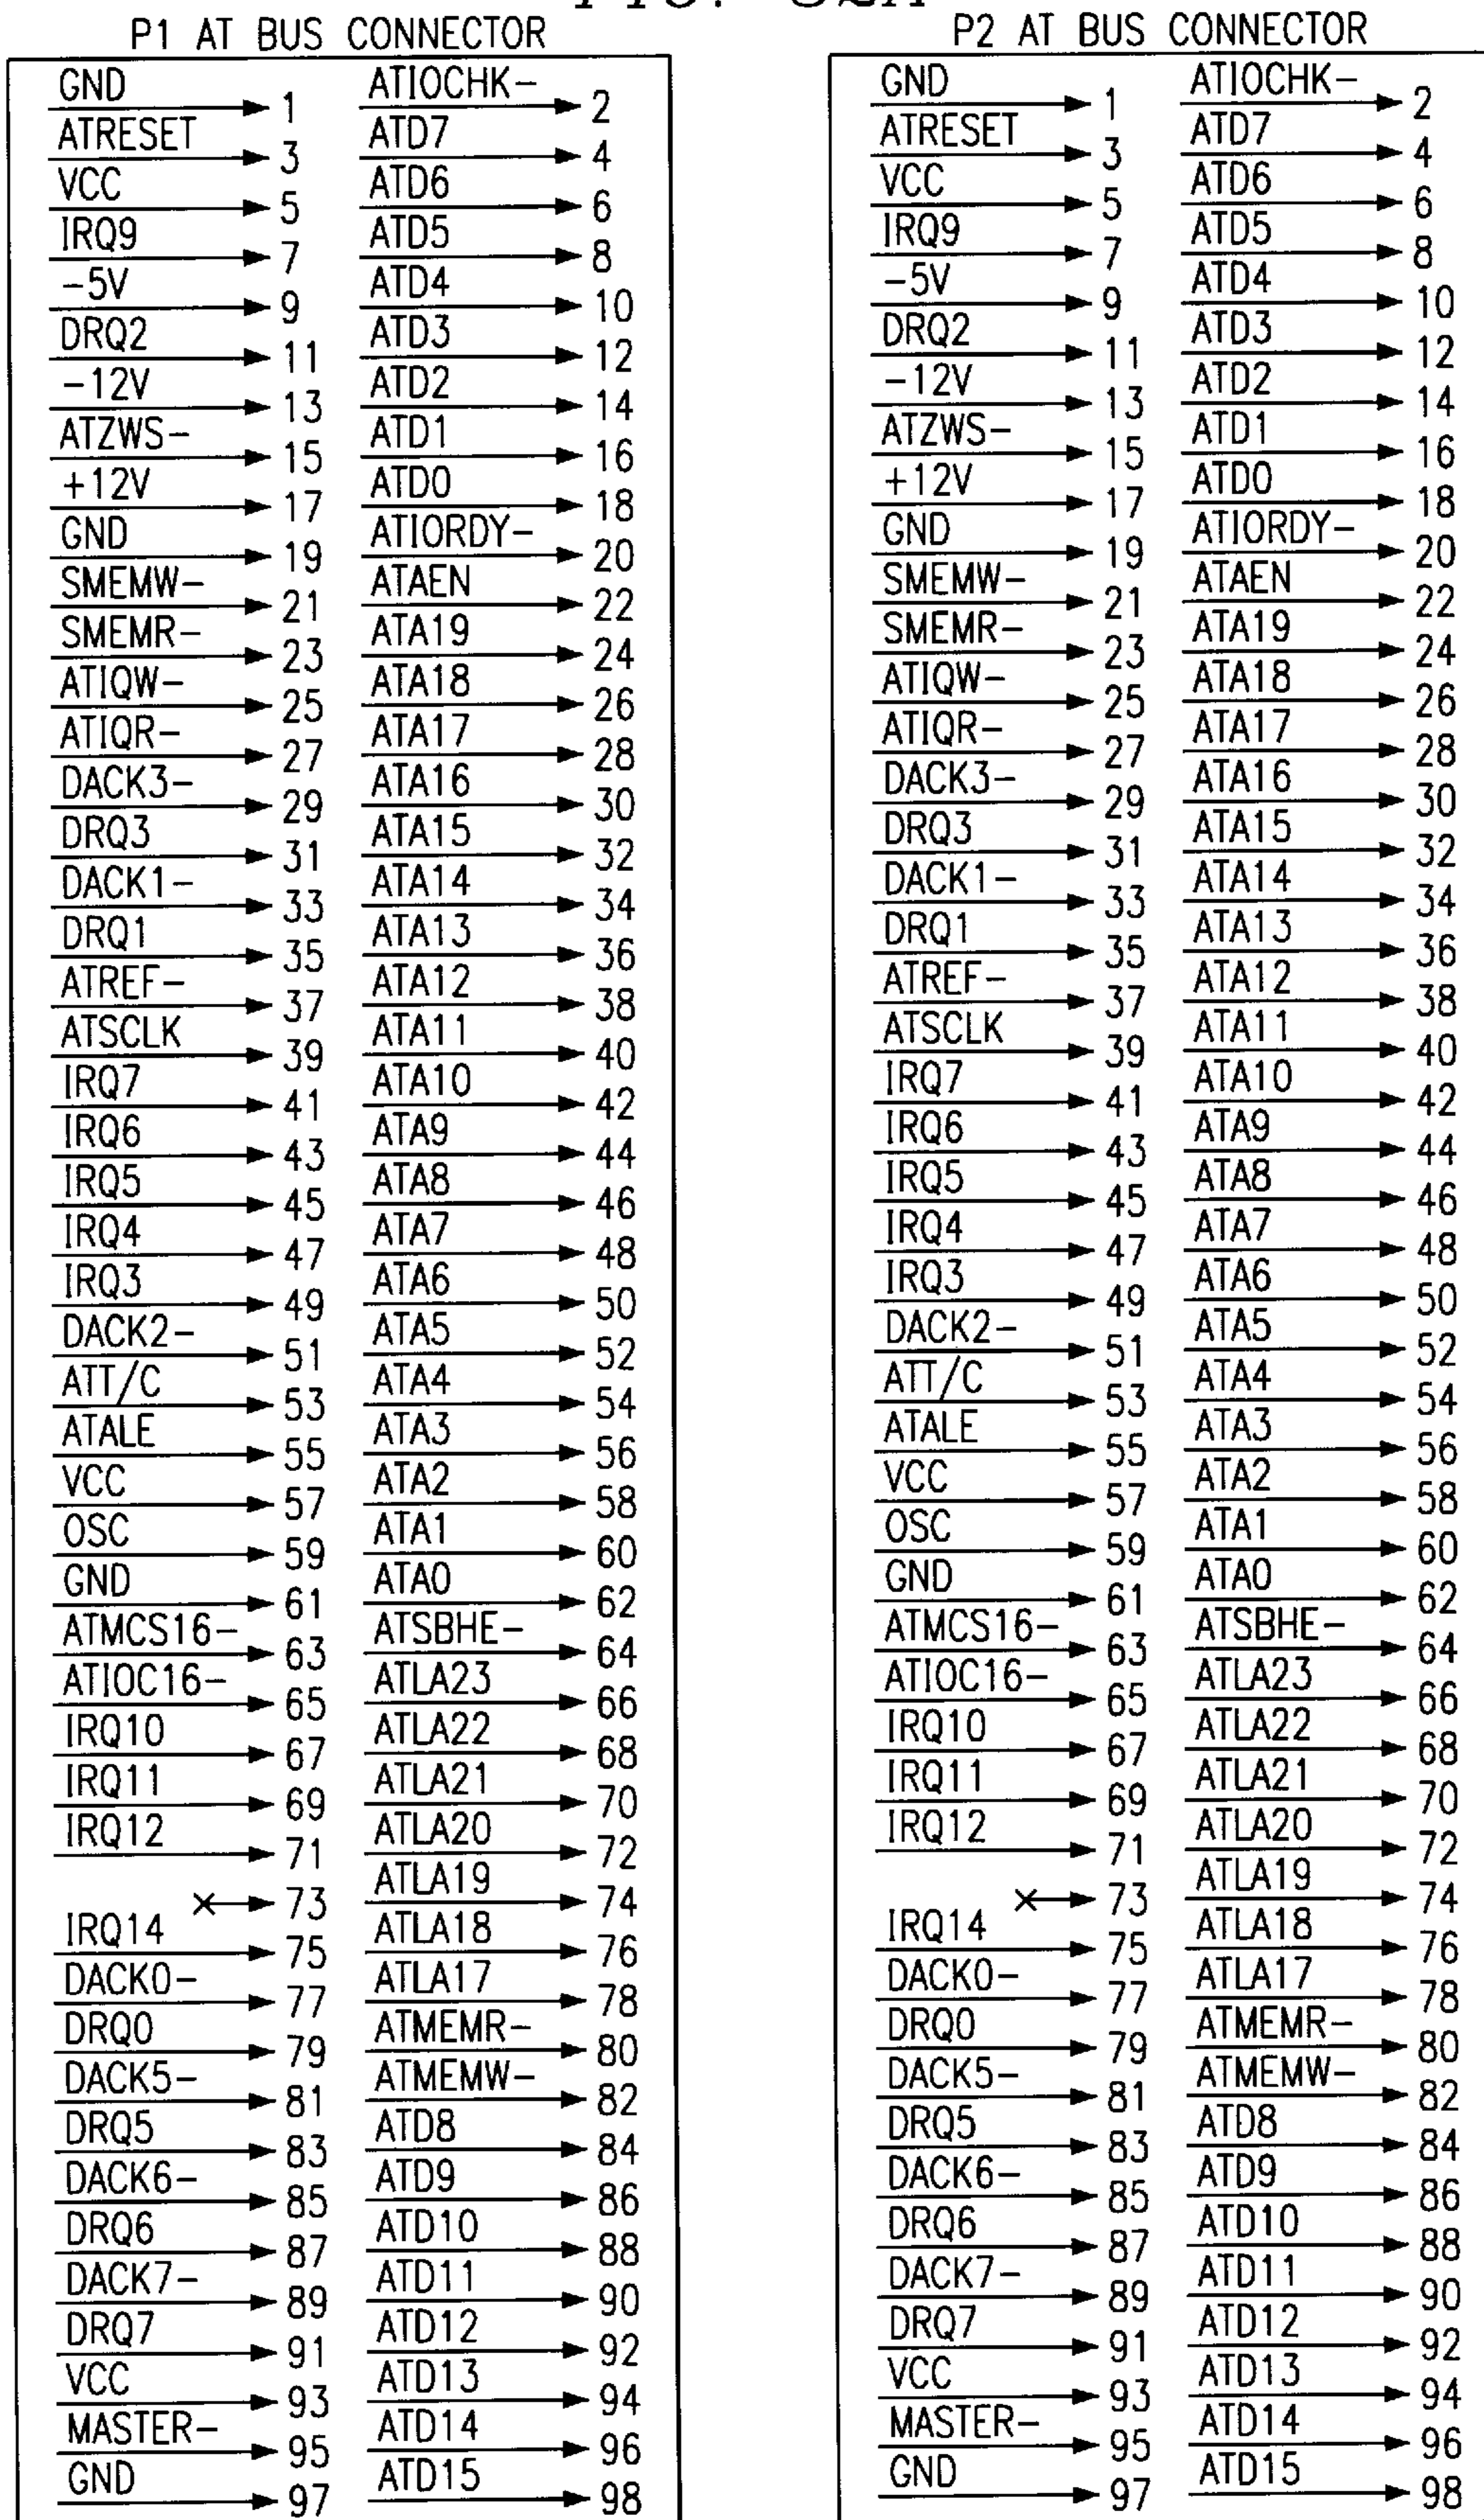 P1 AT BUS CONNECTOR
GND 1 ATIOCHK- 2
ATRESET 3 ATD7 4
VCC 5 ATD6 6
IRQ9 7 ATD5 8
-5V 9 ATD4 10
DRQ2 11 ATD3 12
-12V 13 ATD2 14
ATZWS- 15 ATD1 16
+12V 17 ATD0 18
GND 19 ATIORDY- 20
SMEMW- 21 ATAEN 22
SMEMR- 23 ATA19 24
ATIQW- 25 ATA18 26
ATIQR- 27 ATA17 28
DACK3- 29 ATA16 30
DRQ3 31 ATA15 32
DACK1- 33 ATA14 34
DRQ1 35 ATA13 36
ATREF- 37 ATA12 38
ATSCLK 39 ATA11 40
IRQ7 41 ATA10 42
IRQ6 43 ATA9 44
IRQ5 45 ATA8 46
IRQ4 47 ATA7 48
IRQ3 49 ATA6 50
DACK2- 51 ATA5 52
ATT/C 53 ATA4 54
ATALE 55 ATA3 56
VCC 57 ATA2 58
OSC 59 ATA1 60
GND 61 ATA0 62
ATMCS16- 63 ATSBHE- 64
ATIOC16- 65 ATLA23 66
IRQ10 67 ATLA22 68
IRQ11 69 ATLA21 70
IRQ12 71 ATLA20 72
73 ATLA19 74
IRQ14 75 ATLA18 76
DACK0- 77 ATLA17 78
DRQ0 79 ATMEMR- 80
DACK5- 81 ATMEMW- 82
DRQ5 83 ATD8 84
DACK6- 85 ATD9 86
DRQ6 87 ATD10 88
DACK7- 89 ATD11 90
DRQ7 91 ATD12 92
VCC 93 ATD13 94
MASTER- 95 ATD14 96
GND 97 ATD15 98
P2 AT BUS CONNECTOR
GND 1 ATIOCHK- 2
ATRESET 3 ATD7 4
VCC 5 ATD6 6
IRQ9 7 ATD5 8
-5V 9 ATD4 10
DRQ2 11 ATD3 12
-12V 13 ATD2 14
ATZWS- 15 ATD1 16
+12V 17 ATD0 18
GND 19 ATIORDY- 20
SMEMW- 21 ATAEN 22
SMEMR- 23 ATA19 24
ATIQW- 25 ATA18 26
ATIQR- 27 ATA17 28
DACK3- 29 ATA16 30
DRQ3 31 ATA15 32
DACK1- 33 ATA14 34
DRQ1 35 ATA13 36
ATREF- 37 ATA12 38
ATSCLK 39 ATA11 40
IRQ7 41 ATA10 42
IRQ6 43 ATA9 44
IRQ5 45 ATA8 46
IRQ4 47 ATA7 48
IRQ3 49 ATA6 50
DACK2- 51 ATA5 52
ATT/C 53 ATA4 54
ATALE 55 ATA3 56
VCC 57 ATA2 58
OSC 59 ATA1 60
GND 61 ATA0 62
ATMCS16- 63 ATSBHE- 64
ATIOC16- 65 ATLA23 66
IRQ10 67 ATLA22 68
IRQ11 69 ATLA21 70
IRQ12 71 ATLA20 72
73 ATLA19 74
IRQ14 75 ATLA18 76
DACK0- 77 ATLA17 78
DRQ0 79 ATMEMR- 80
DACK5- 81 ATMEMW- 82
DRQ5 83 ATD8 84
DACK6- 85 ATD9 86
DRQ6 87 ATD10 88
DACK7- 89 ATD11 90
DRQ7 91 ATD12 92
VCC 93 ATD13 94
MASTER- 95 ATD14 96
GND 97 ATD15 98